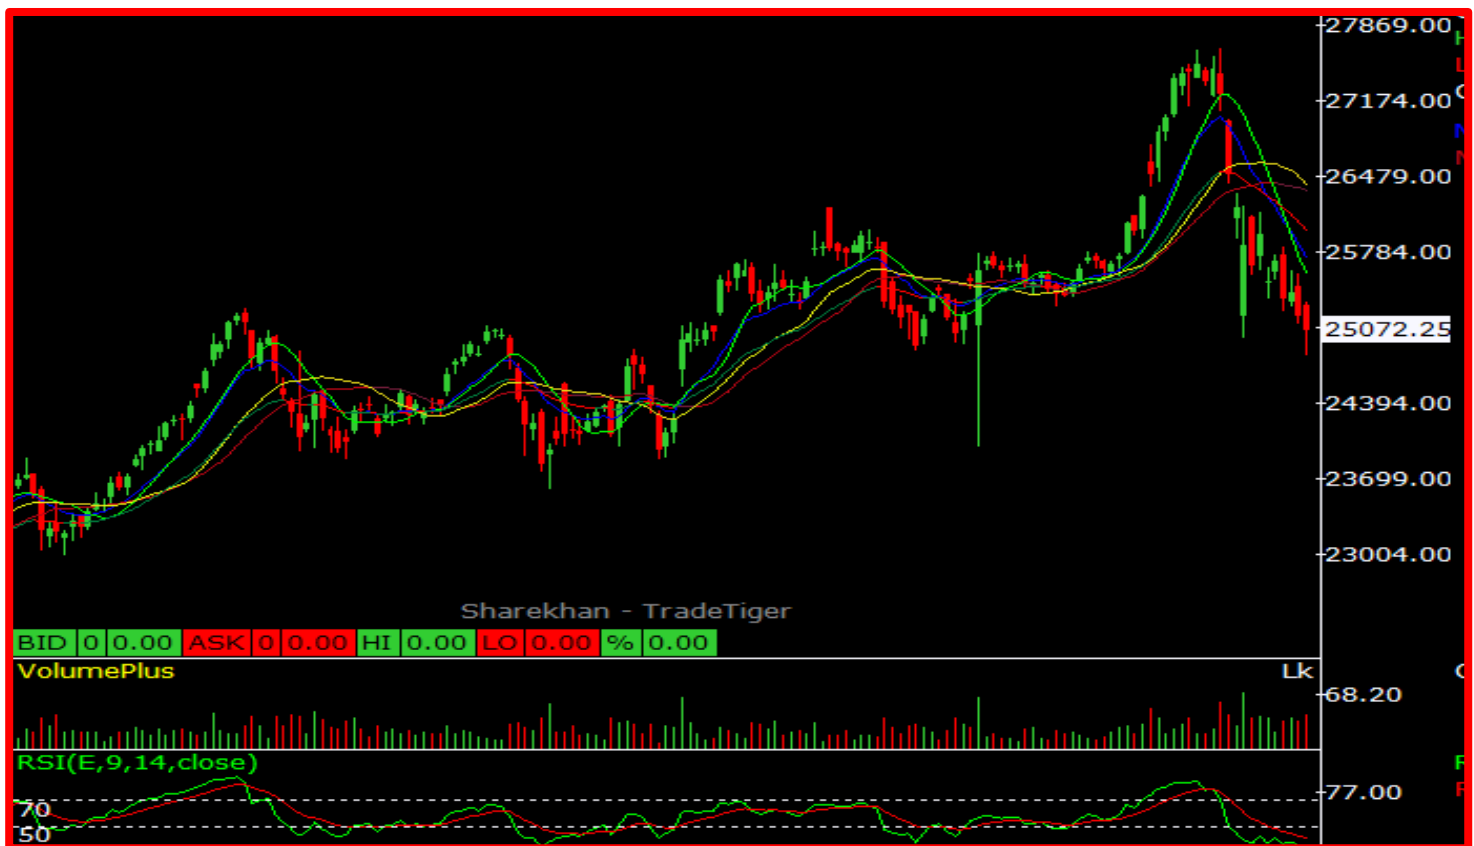 27869.00
H
L
C
27174.00
N
N
26479.00
25784.00
25072.25
24394.00
23699.00
23004.00
Sharekhan - TradeTiger
BID 0 0.00 ASK 0 0.00 HI 0.00 LO 0.00 % 0.00
VolumePlus
Lk
68.20
RSI(E,9,14,close)
77.00
70
50